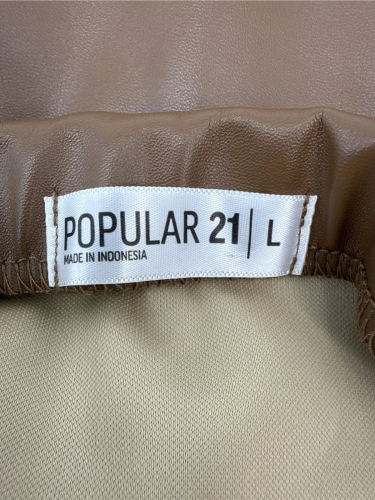 POPULAR 21 | L
MADE IN INDONESIA